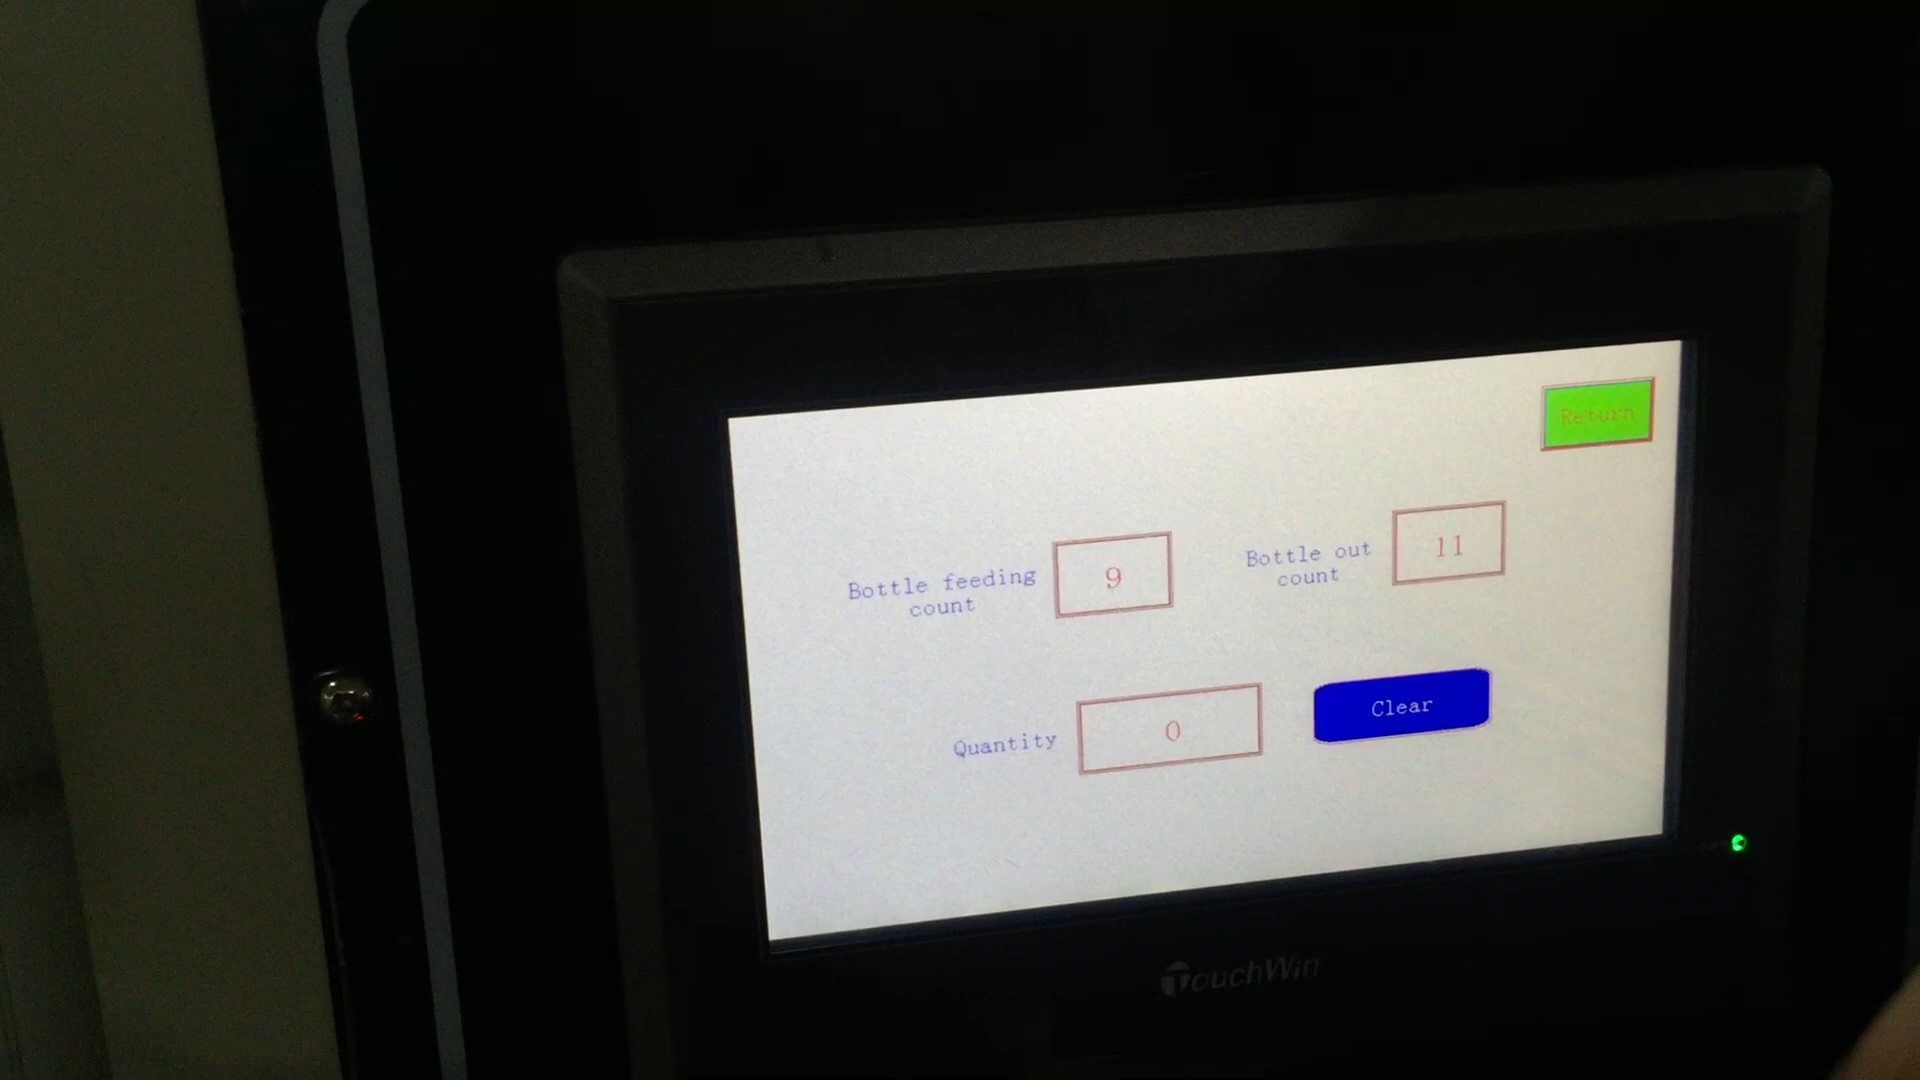 Return
Bottle feeding
count
9
Bottle out
count
11
Quantity
0
Clear
TouchWin